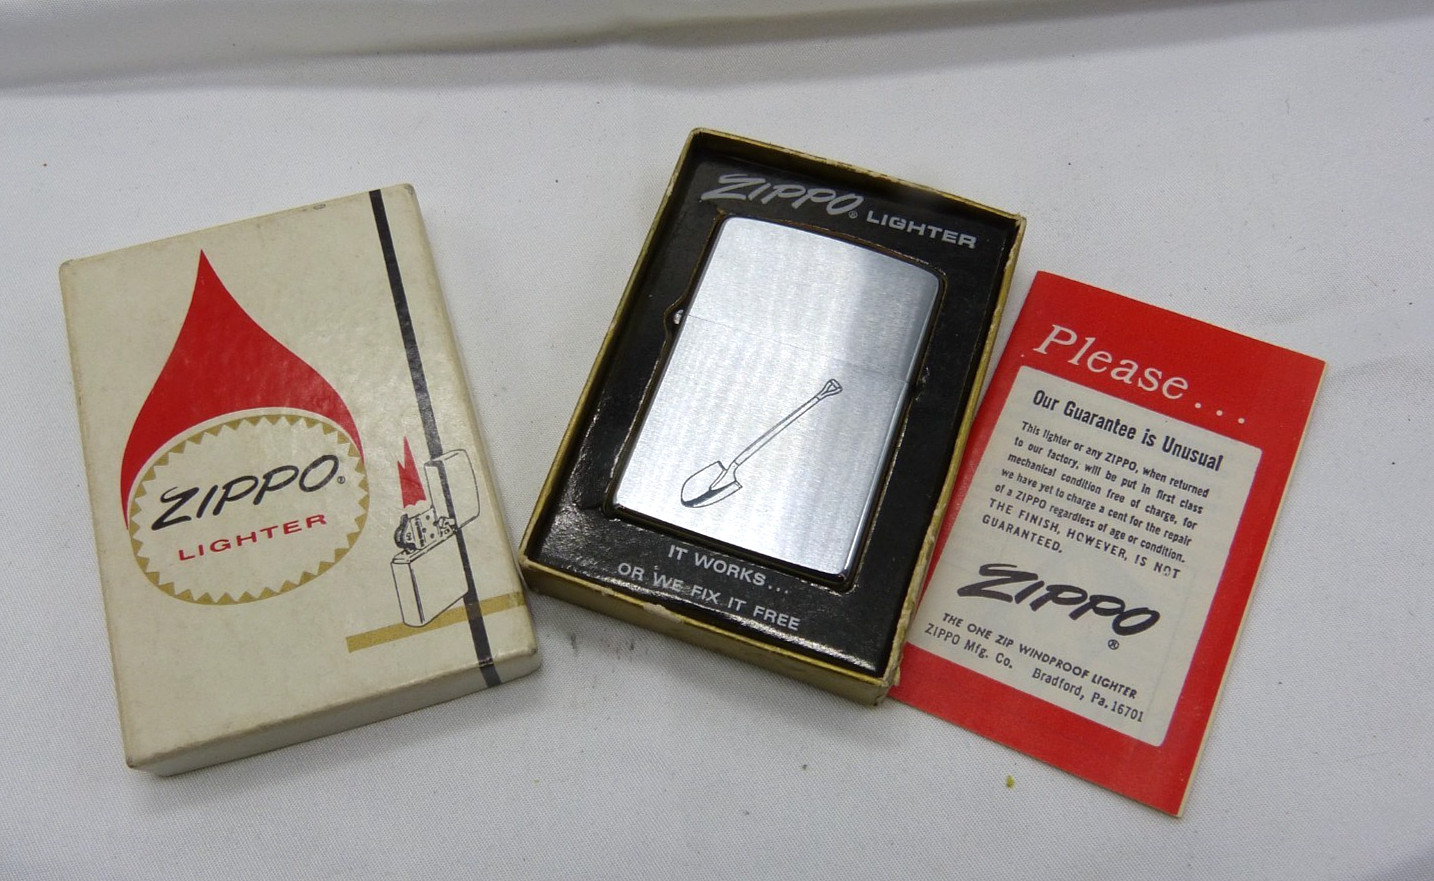 ZIPPO®
LIGHTER
ZIPPO® LIGHTER
IT WORKS...
OR WE FIX IT FREE
Please...
Our Guarantee is Unusual
This lighter or any ZIPPO, when returned
to our factory, will be put in first class
mechanical condition free of charge, for
we have yet to charge a cent for the repair
of a ZIPPO regardless of age or condition.
THE FINISH, HOWEVER, IS NOT
GUARANTEED.
ZIPPO®
THE ONE ZIP WINDPROOF LIGHTER
ZIPPO Mfg. Co. Bradford, Pa. 16701